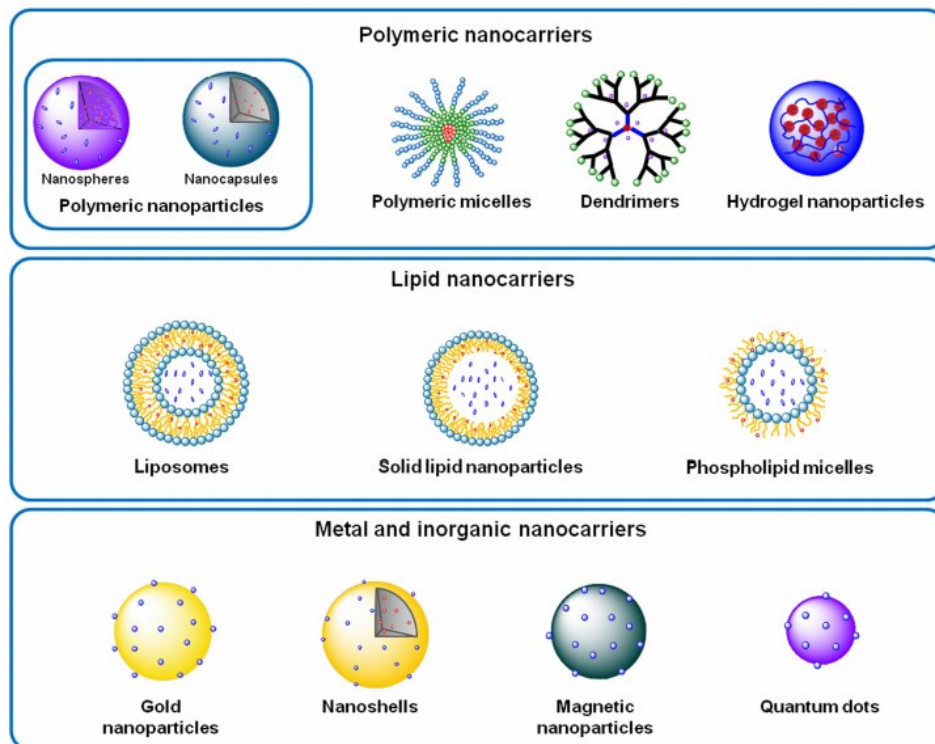 Polymeric nanocarriers
Nanospheres
Nanocapsules
Polymeric nanoparticles
Polymeric micelles
Dendrimers
Hydrogel nanoparticles
Lipid nanocarriers
Liposomes
Solid lipid nanoparticles
Phospholipid micelles
Metal and inorganic nanocarriers
Gold
nanoparticles
Nanoshells
Magnetic
nanoparticles
Quantum dots